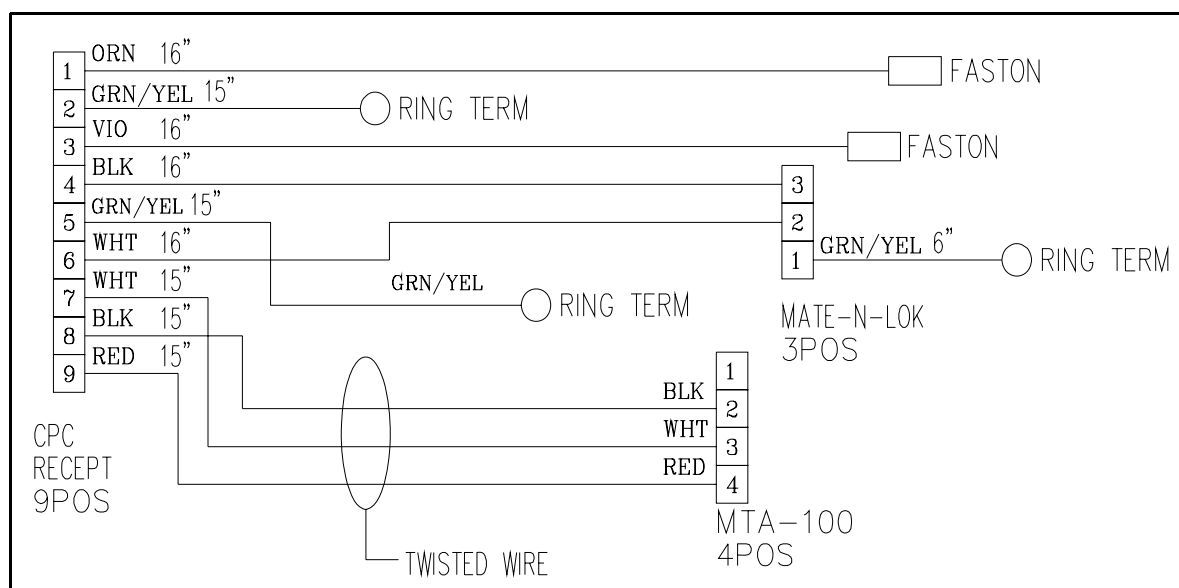 ORN 16”
1
FASTON
GRN/YEL 15”
2
RING TERM
VIO 16”
3
FASTON
BLK 16”
4
3
GRN/YEL 15”
5
2
WHT 16”
6
1
GRN/YEL 6”
RING TERM
WHT 15”
7
GRN/YEL
RING TERM
MATE-N-LOK
3POS
BLK 15”
8
RED 15”
9
1
BLK
2
WHT
3
RED
4
CPC
RECEPT
9POS
MTA-100
4POS
TWISTED WIRE